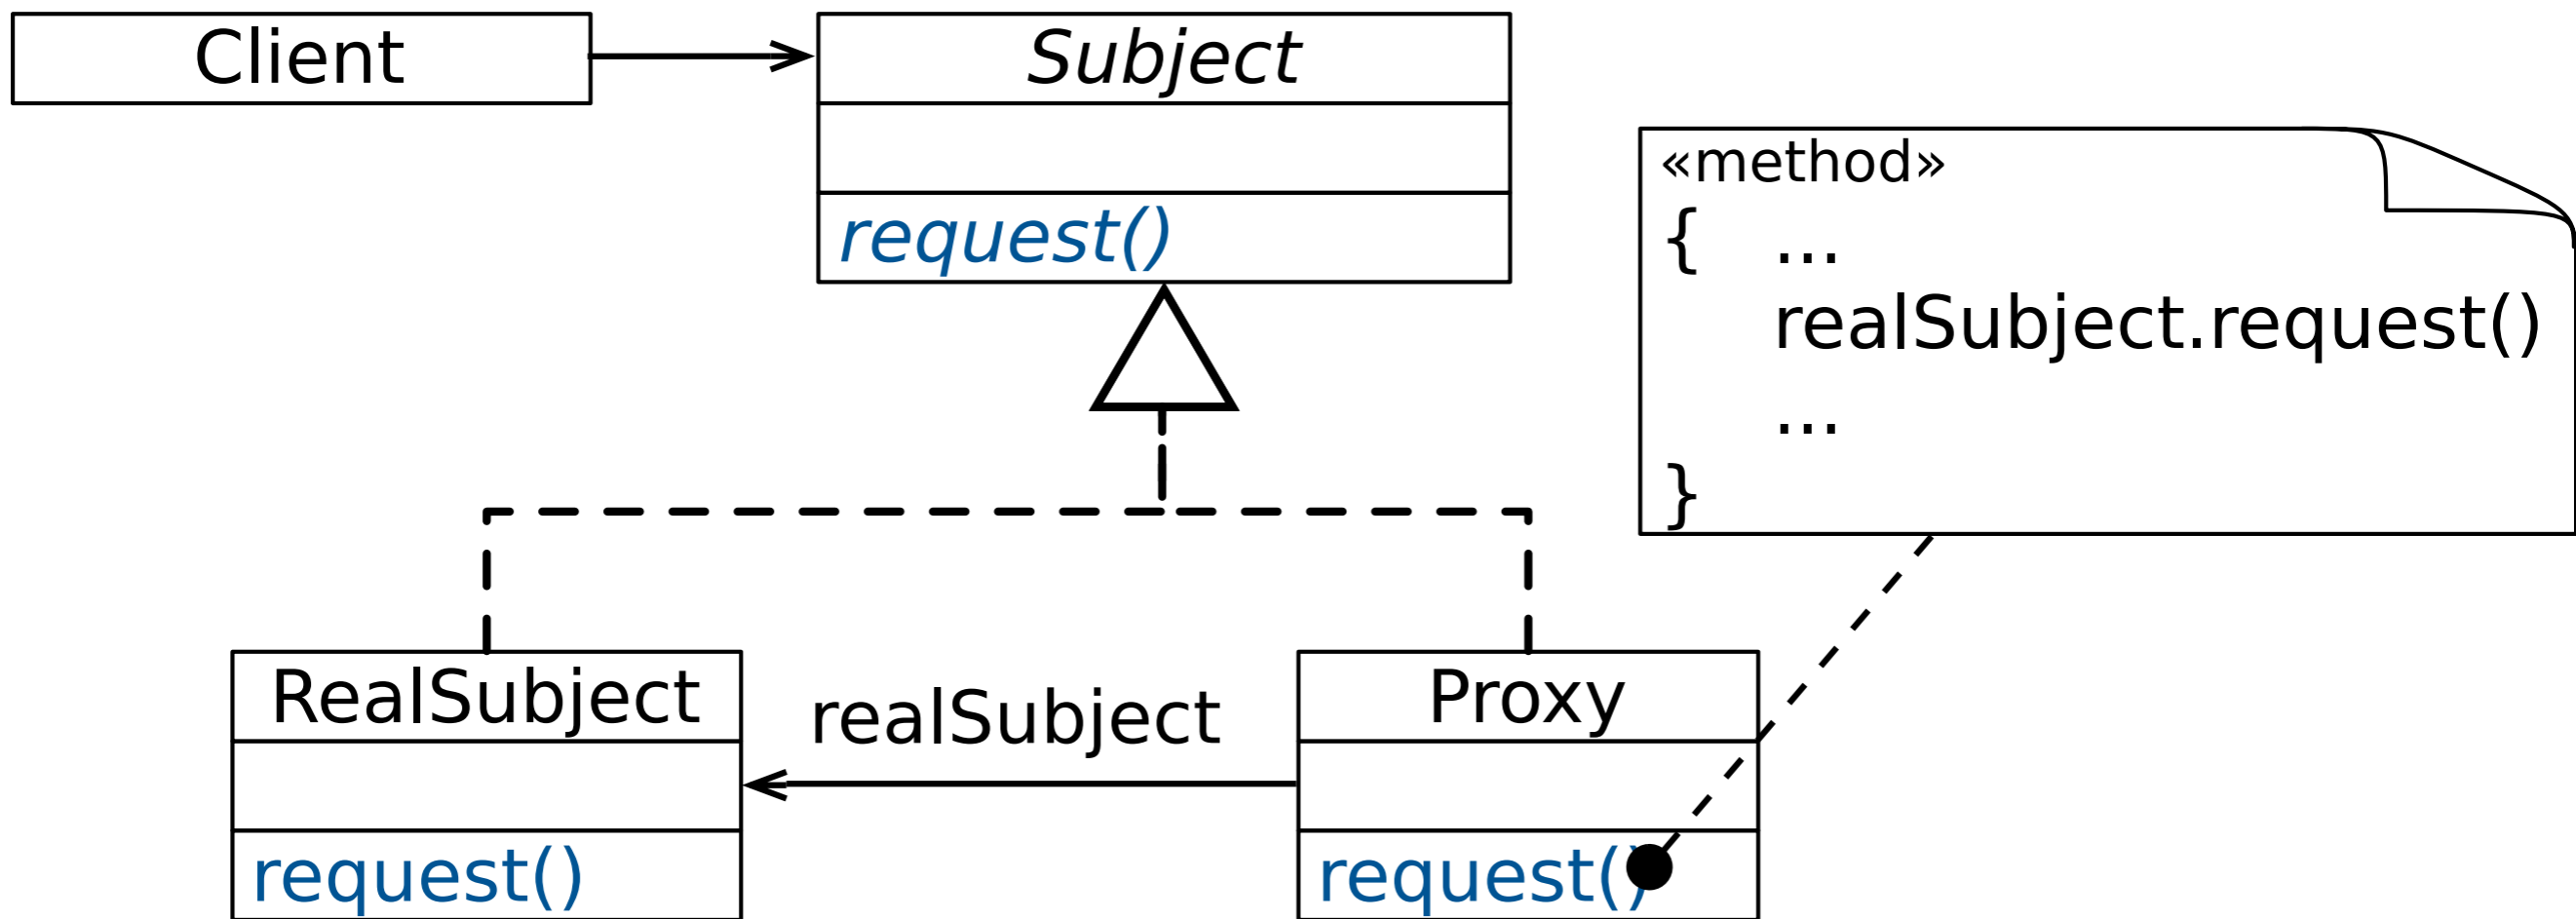 Client
Subject
request()
«method»
{ ...
realSubject.request()
...
}
RealSubject
request()
realSubject
Proxy
request()